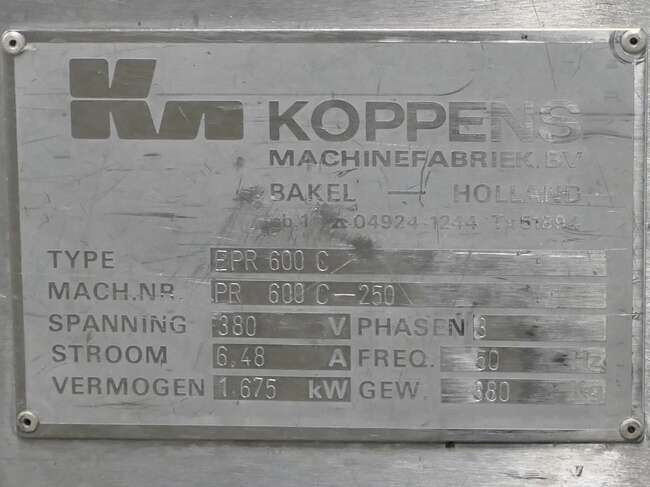 KOPPENS
MACHINEFABRIEK. BV
BAKEL — HOLLAND
04924-1244
TYPE EPR 600 C
MACH.NR. PR 600 C-250
SPANNING 380 V PHASEN 3
STROOM 6,48 A FREQ. 50 HZ
VERMOGEN 1.675 kW GEW. 380